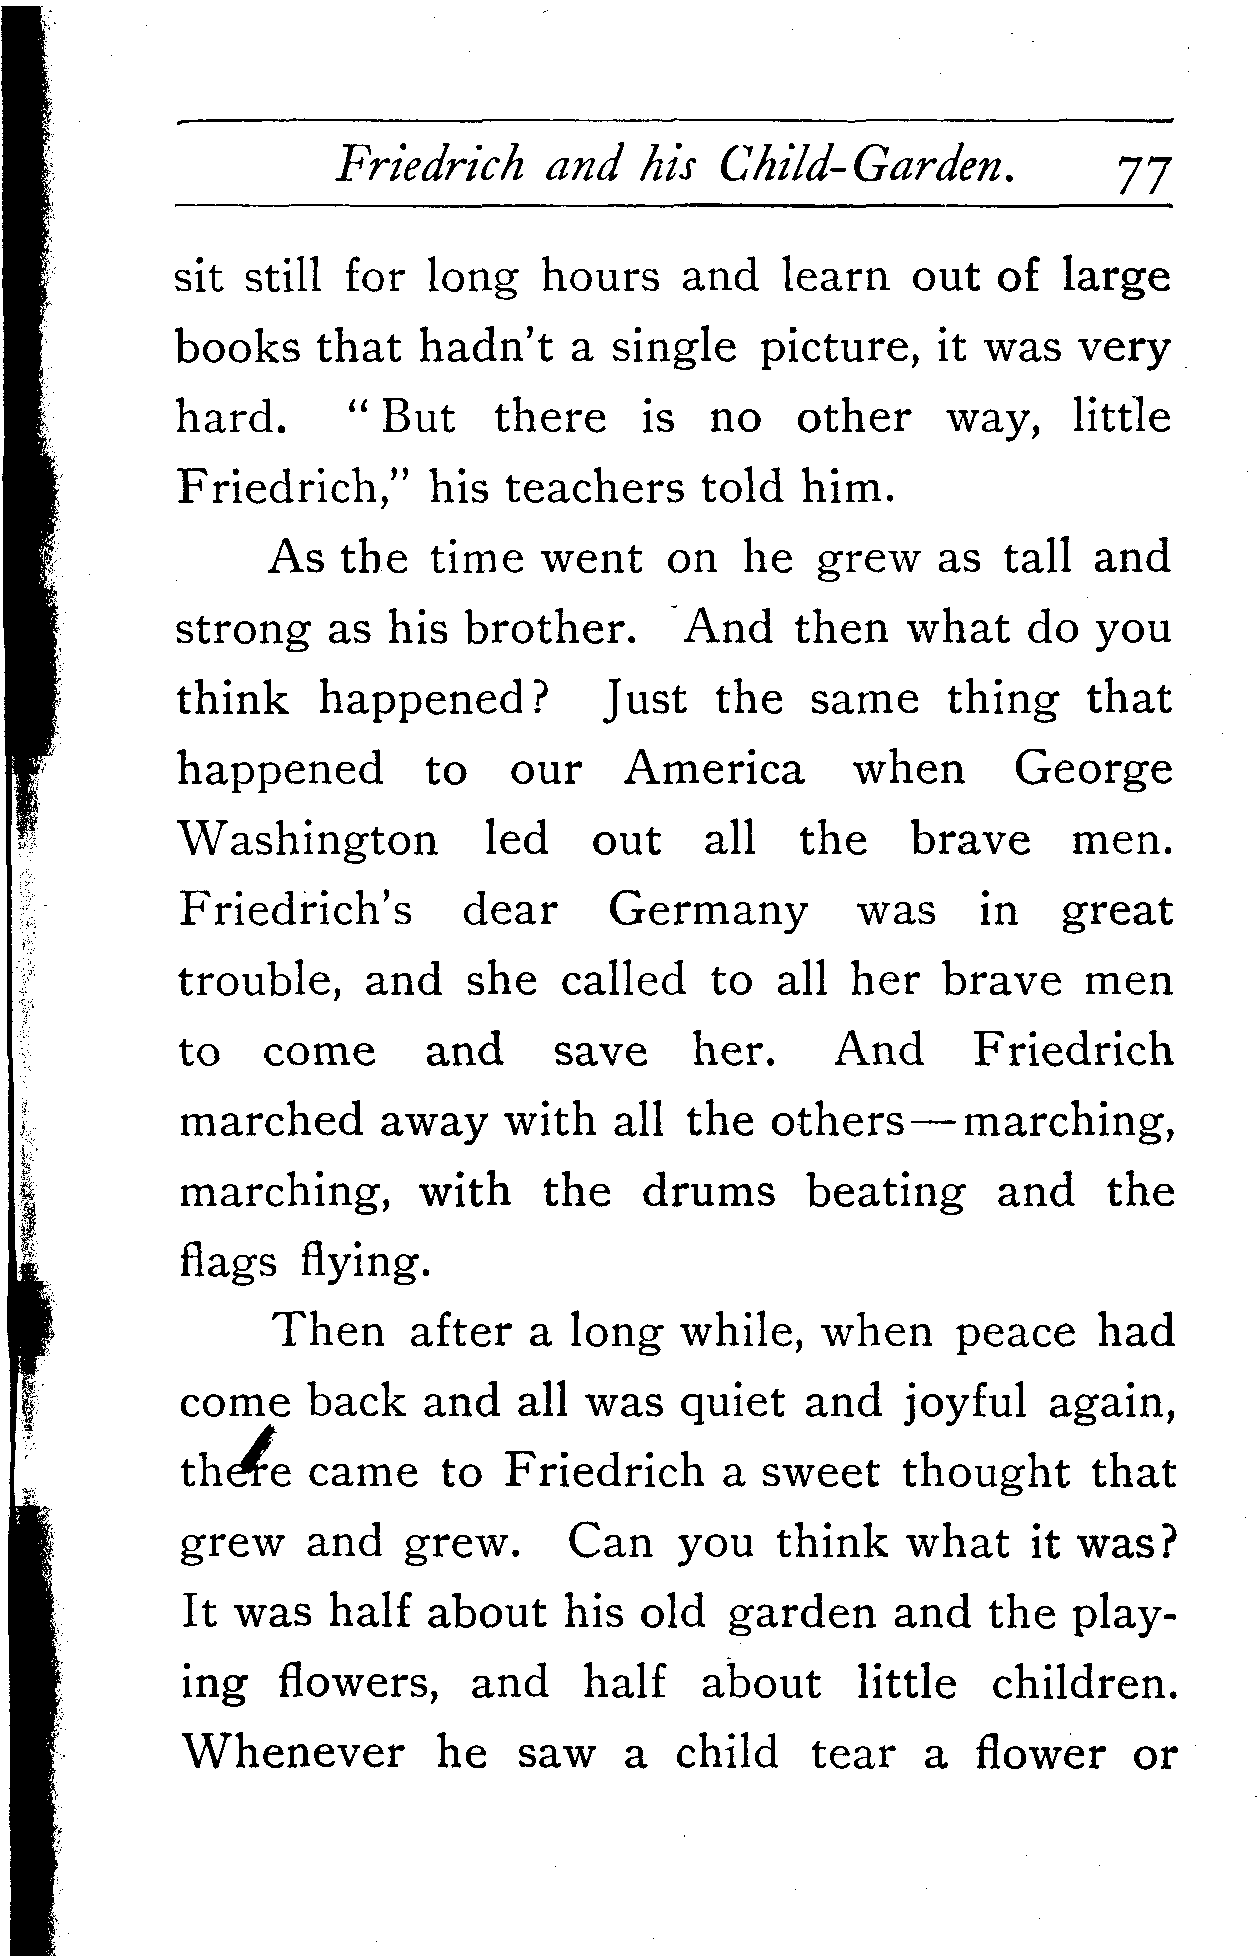 Friedrich and his Child-Garden. 77
sit still for long hours and learn out of large
books that hadn't a single picture, it was very
hard. "But there is no other way, little
Friedrich," his teachers told him.
As the time went on he grew as tall and
strong as his brother. And then what do you
think happened? Just the same thing that
happened to our America when George
Washington led out all the brave men.
Friedrich's dear Germany was in great
trouble, and she called to all her brave men
to come and save her. And Friedrich
marched away with all the others—marching,
marching, with the drums beating and the
flags flying.
Then after a long while, when peace had
come back and all was quiet and joyful again,
there came to Friedrich a sweet thought that
grew and grew. Can you think what it was?
It was half about his old garden and the play-
ing flowers, and half about little children.
Whenever he saw a child tear a flower or